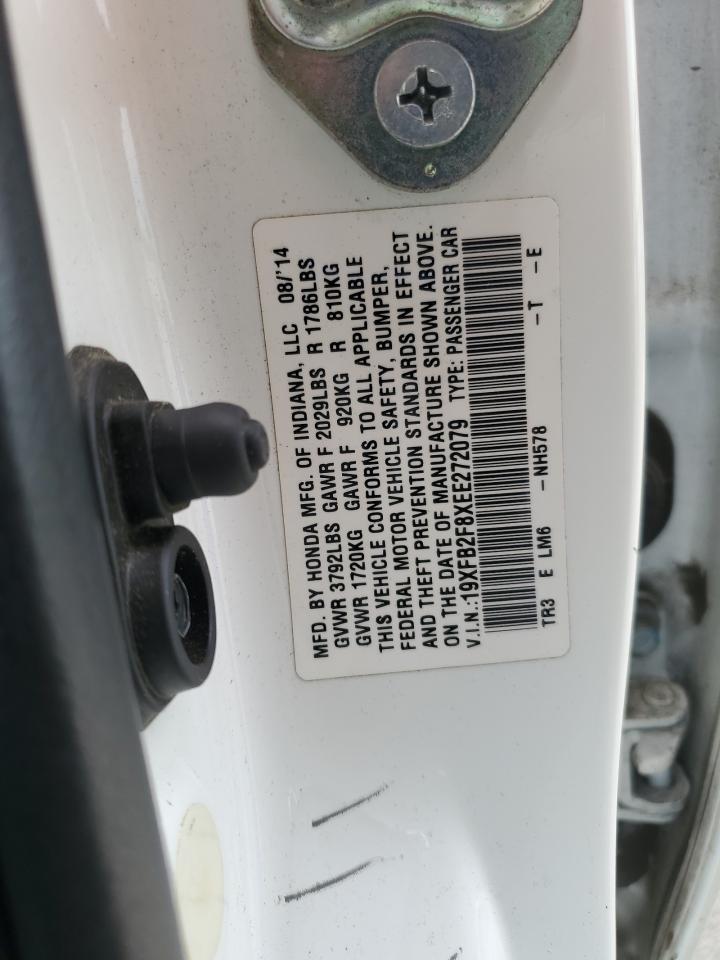 MFD. BY HONDA MFG. OF INDIANA, LLC 08/'14
GVWR 3792LBS GAWR F 2029LBS R 1786LBS
GVWR 1720KG GAWR F 920KG R 810KG
THIS VEHICLE CONFORMS TO ALL APPLICABLE
FEDERAL MOTOR VEHICLE SAFETY, BUMPER,
AND THEFT PREVENTION STANDARDS IN EFFECT
ON THE DATE OF MANUFACTURE SHOWN ABOVE.
V.I.N.:19XFB2F8XEE272079 TYPE: PASSENGER CAR
TR3 E LM6 -NH578 -T -E